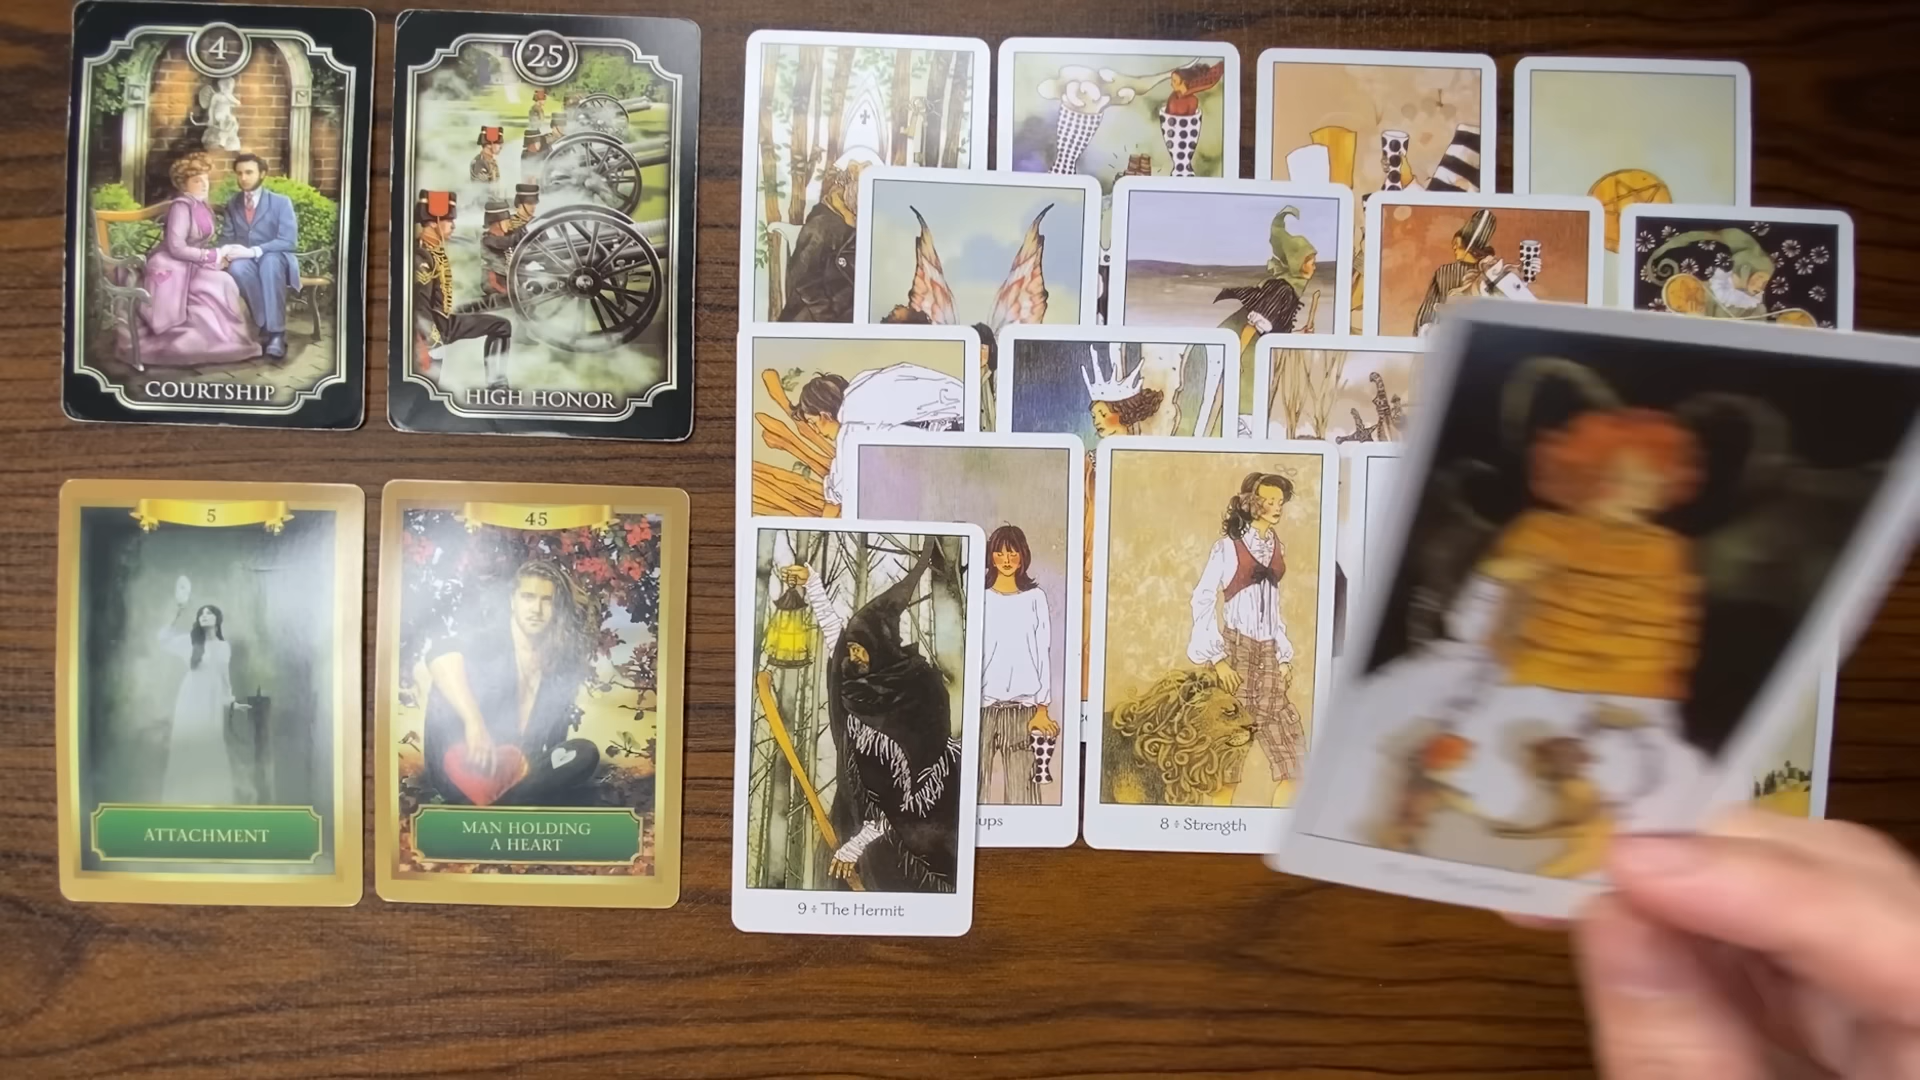 4
COURTSHIP
25
HIGH HONOR
5
ATTACHMENT
45
MAN HOLDING
A HEART
ups
8 ⸭ Strength
9 ⸭ The Hermit